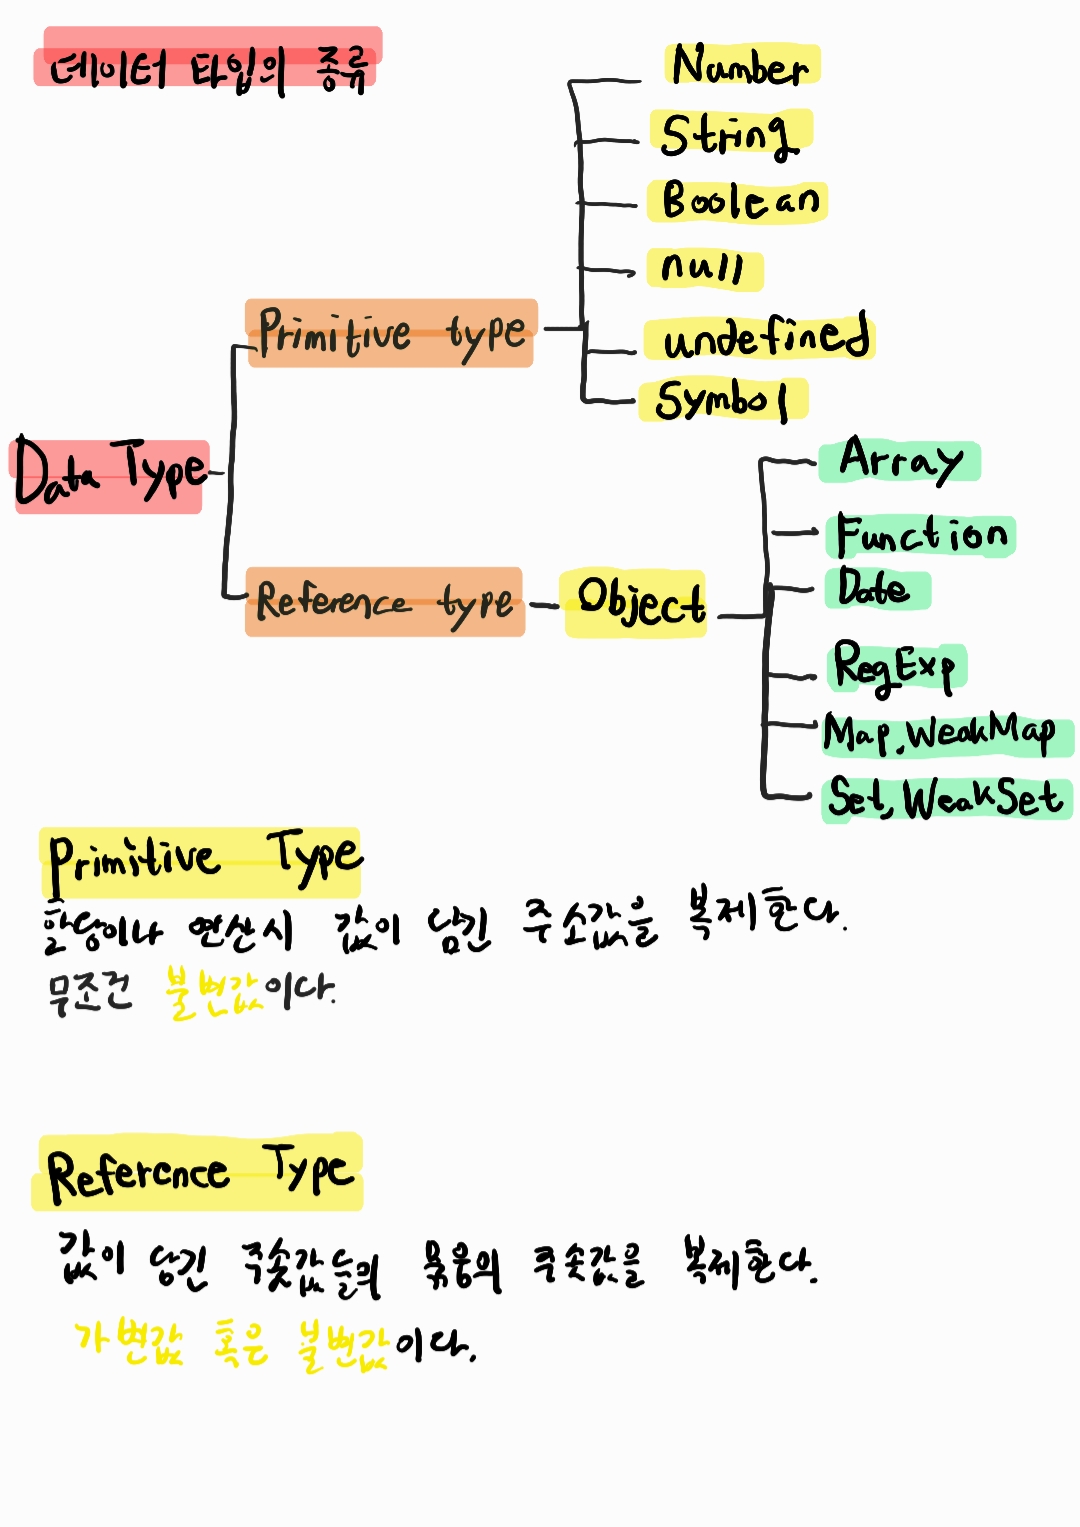 데이터 타입의 종류
Number
String
Boolean
null
Primitive type
undefined
Symbol
Data Type
Array
Function
Date
Reference type
Object
RegExp
Map, WeakMap
Set, WeakSet
Primitive Type
할당이나 연산시 값이 담긴 주소값을 복제한다.
무조건 불변값이다.
Reference Type
값이 담긴 주솟값들의 묶음의 주솟값을 복제한다.
가변값 혹은 불변값이다.